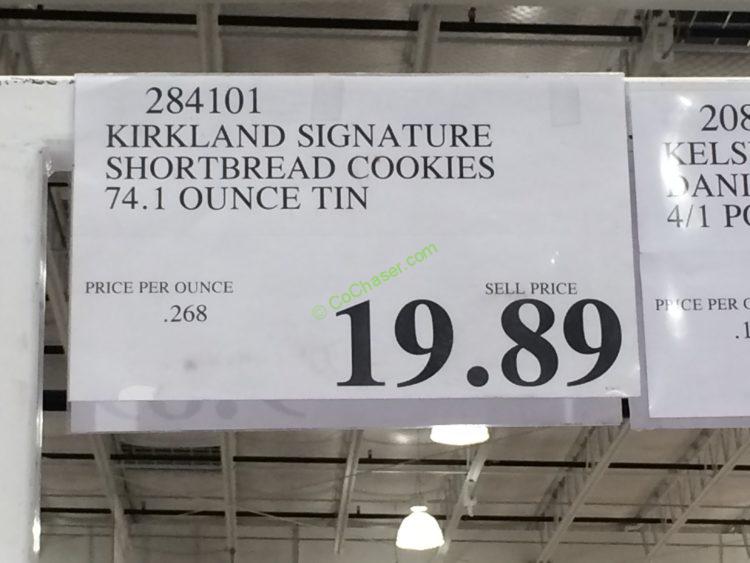 284101
KIRKLAND SIGNATURE
SHORTBREAD COOKIES
74.1 OUNCE TIN
PRICE PER OUNCE
.268
SELL PRICE
19.89
© CoChaser.com
208
KELS
DANI
4/1 PO
PRICE PER
.1